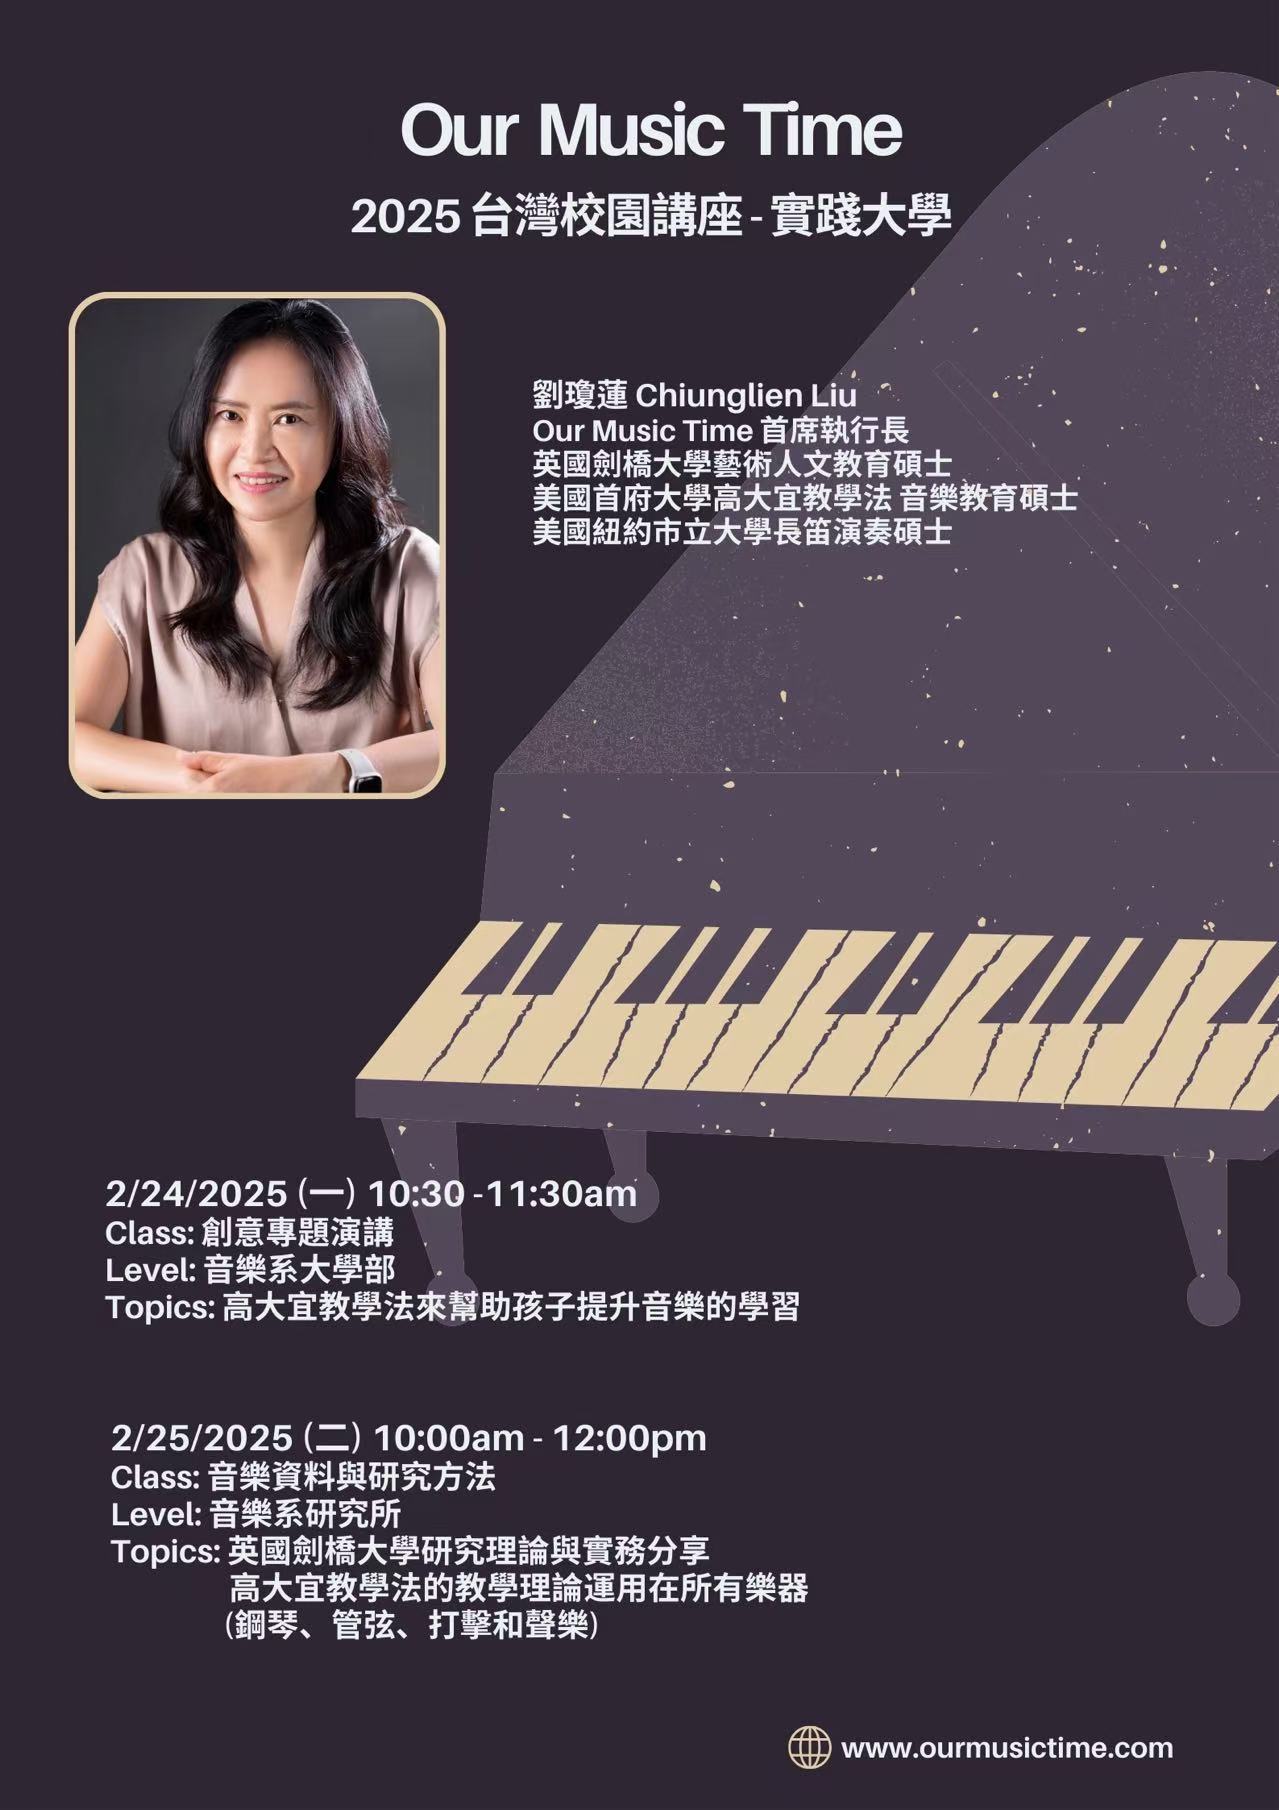 Our Music Time
2025 台灣校園講座 - 實踐大學
劉瓊蓮 Chiunglien Liu
Our Music Time 首席執行長
英國劍橋大學藝術人文教育碩士
美國首府大學高大宜教學法 音樂教育碩士
美國紐約市立大學長笛演奏碩士
2/24/2025 (一) 10:30 -11:30am
Class: 創意專題演講
Level: 音樂系大學部
Topics: 高大宜教學法來幫助孩子提升音樂的學習
2/25/2025 (二) 10:00am - 12:00pm
Class: 音樂資料與研究方法
Level: 音樂系研究所
Topics: 英國劍橋大學研究理論與實務分享
高大宜教學法的教學理論運用在所有樂器
(鋼琴、管弦、打擊和聲樂)
www.ourmusictime.com